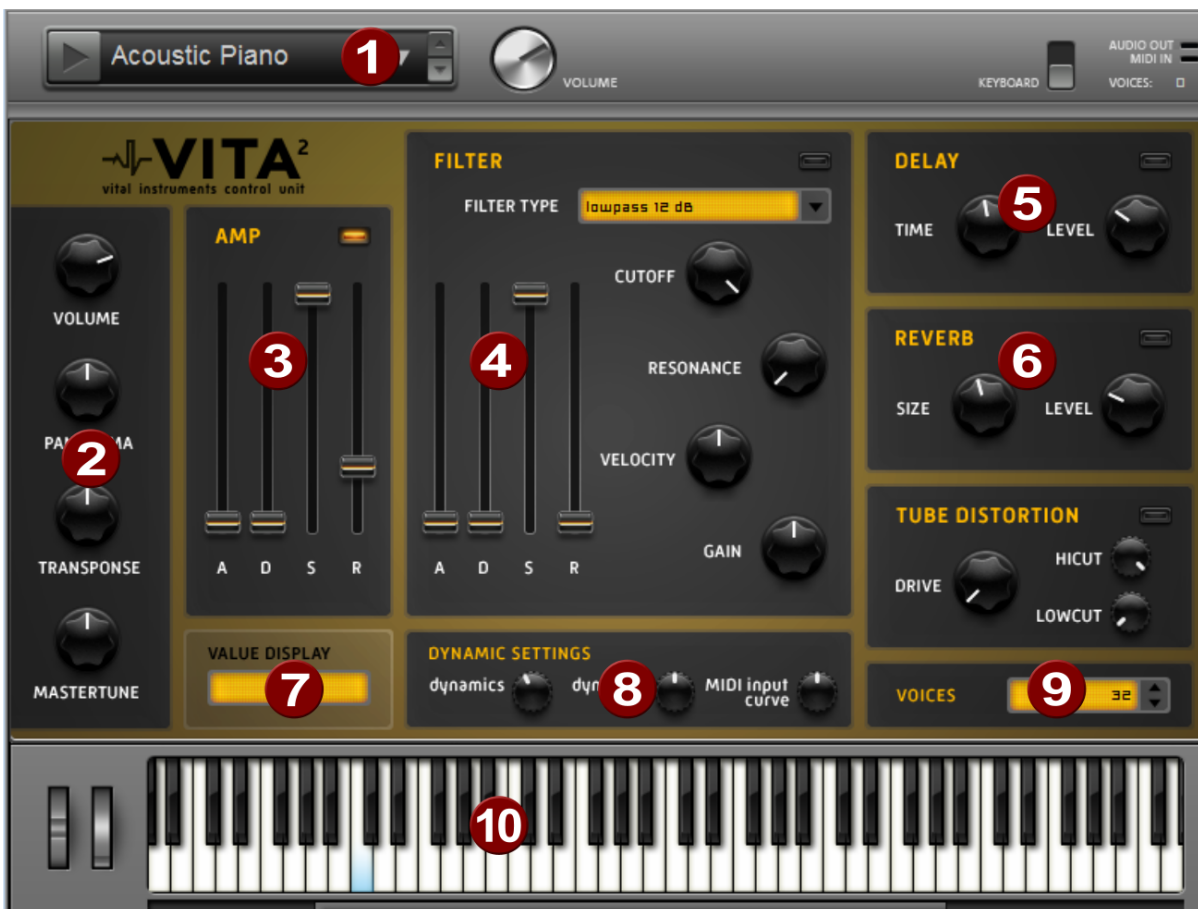 Acoustic Piano
1
VOLUME
KEYBOARD
AUDIO OUT
MIDI IN
VOICES: 0
VITA²
vital instruments control unit
VOLUME
2
TRANSPONSE
MASTERTUNE
AMP
3
A D S R
FILTER
FILTER TYPE
lowpass 12 dB
CUTOFF
RESONANCE
VELOCITY
GAIN
4
A D S R
DELAY
TIME
5
LEVEL
REVERB
SIZE
6
LEVEL
TUBE DISTORTION
DRIVE
HICUT
LOWCUT
VALUE DISPLAY
7
DYNAMIC SETTINGS
dynamics
8
MIDI input
curve
VOICES
9
32
10